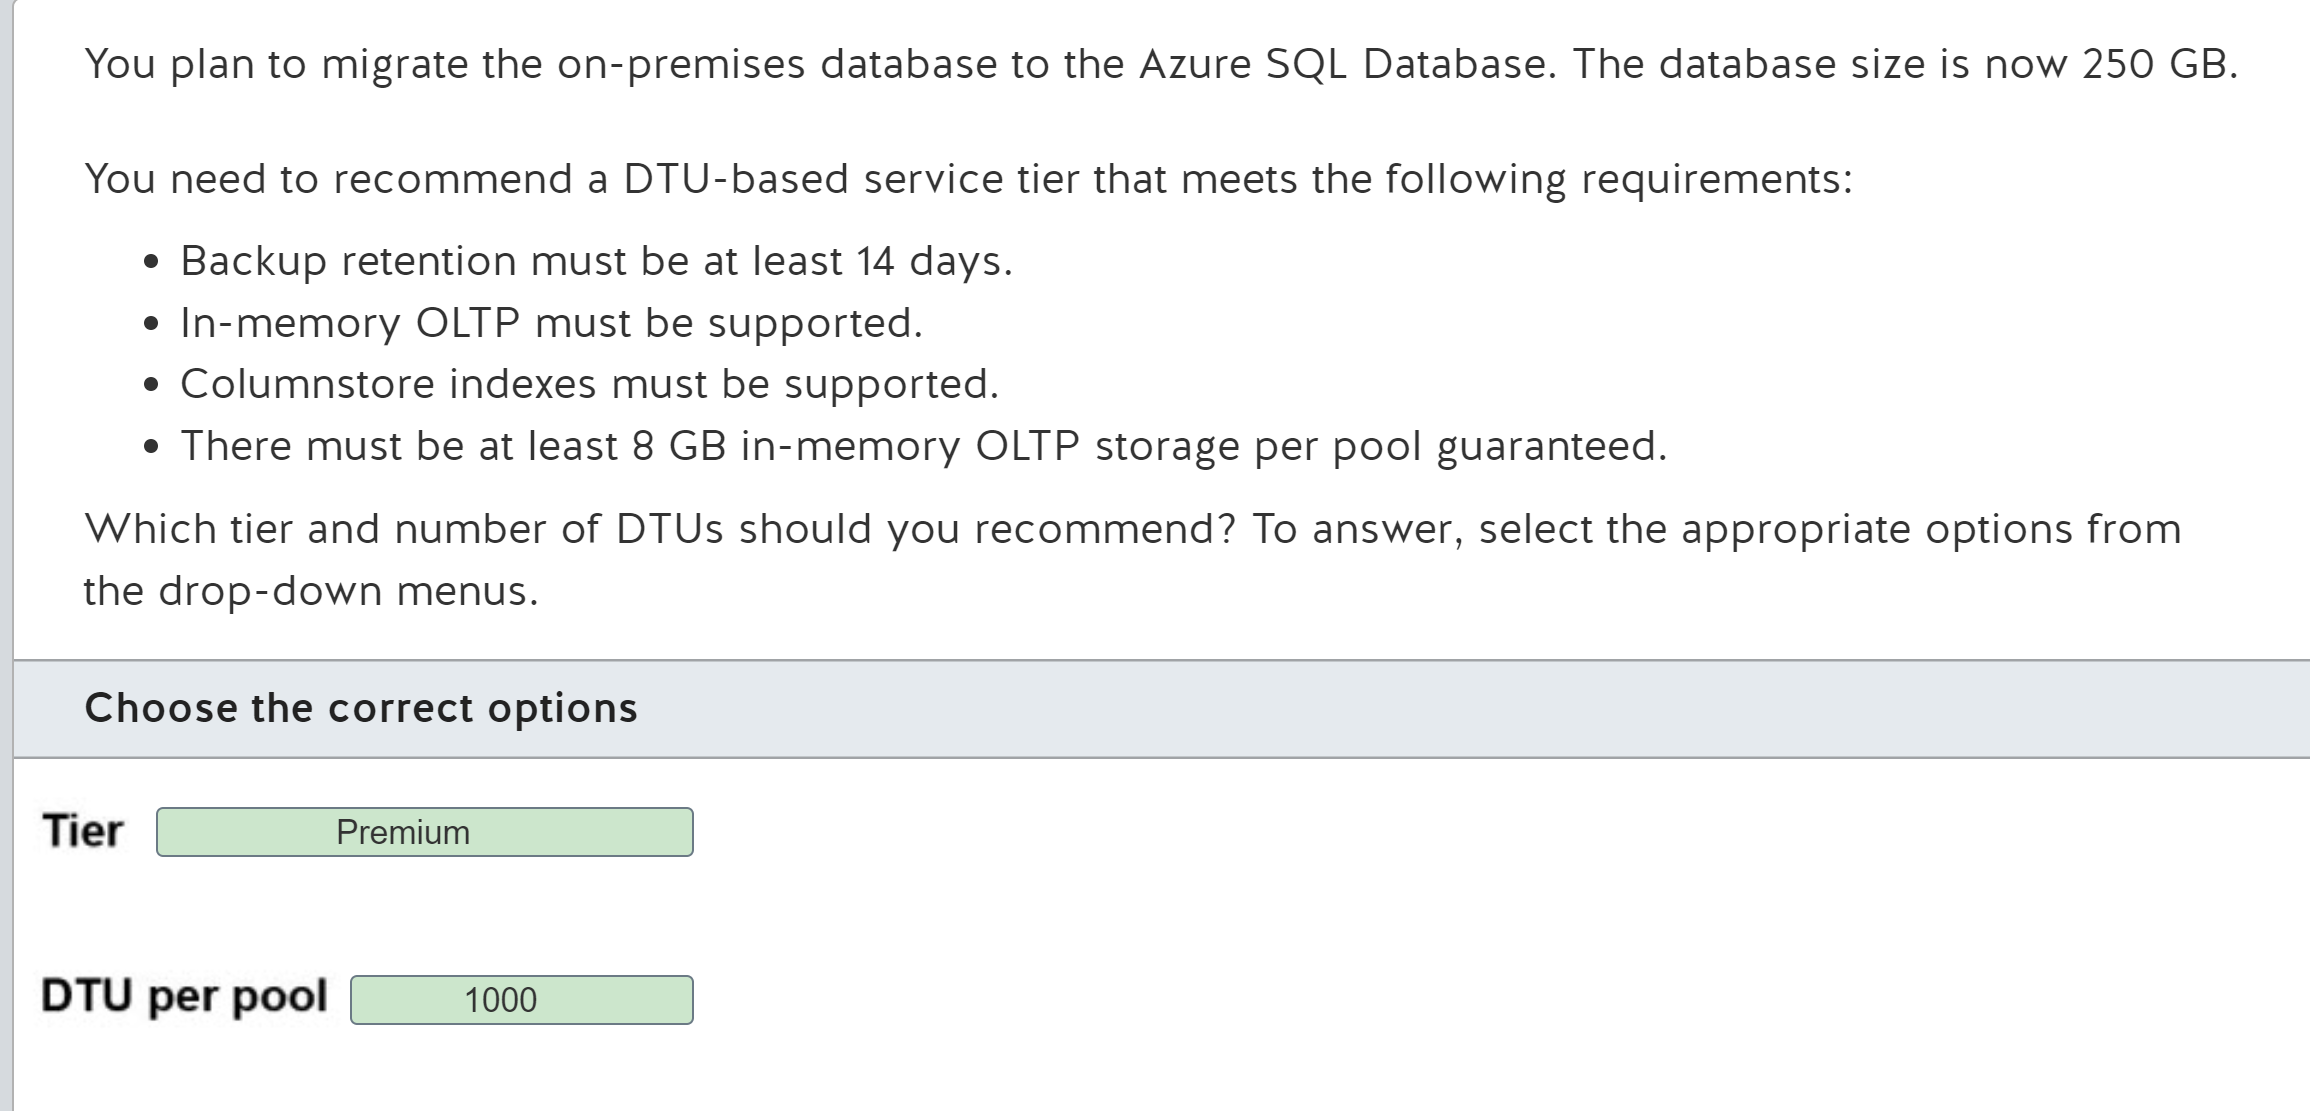 You plan to migrate the on-premises database to the Azure SQL Database. The database size is now 250 GB.
You need to recommend a DTU-based service tier that meets the following requirements:
• Backup retention must be at least 14 days.
• In-memory OLTP must be supported.
• Columnstore indexes must be supported.
• There must be at least 8 GB in-memory OLTP storage per pool guaranteed.
Which tier and number of DTUs should you recommend? To answer, select the appropriate options from
the drop-down menus.
Choose the correct options
Tier Premium
DTU per pool 1000